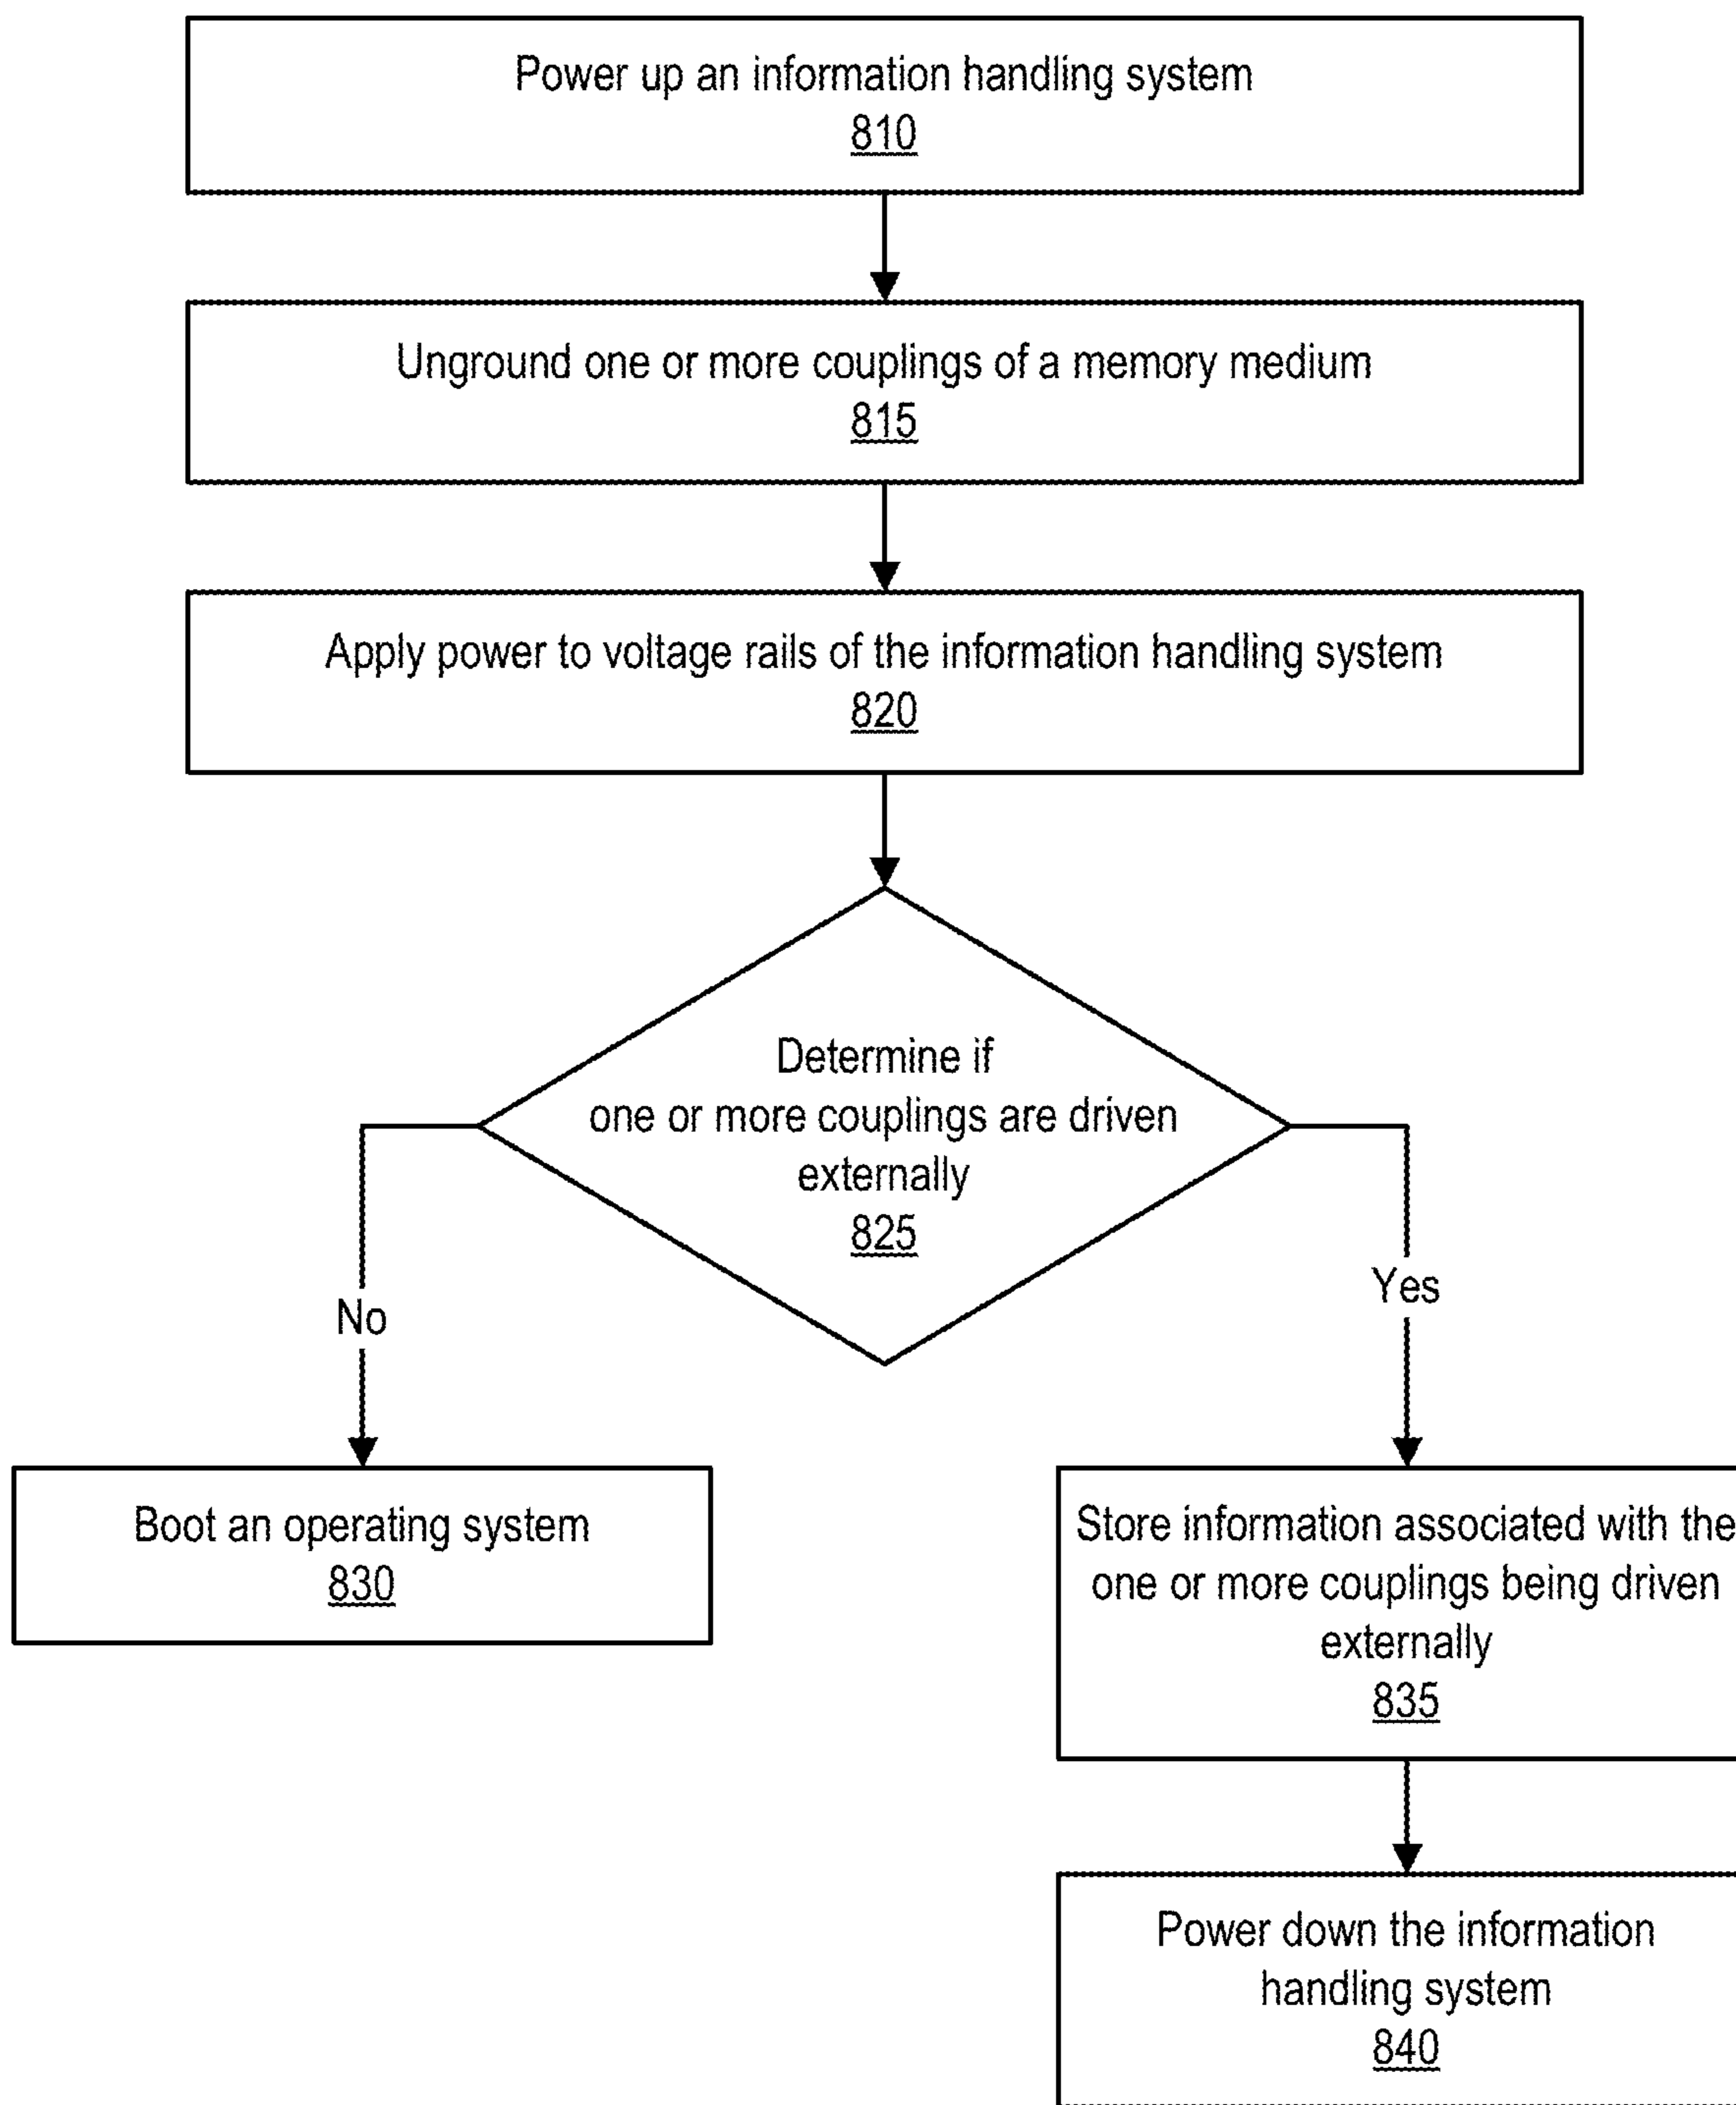 Power up an information handling system
810
Unground one or more couplings of a memory medium
815
Apply power to voltage rails of the information handling system
820
Determine if
one or more couplings are driven
externally
825
No
Yes
Boot an operating system
830
Store information associated with the
one or more couplings being driven
externally
835
Power down the information
handling system
840